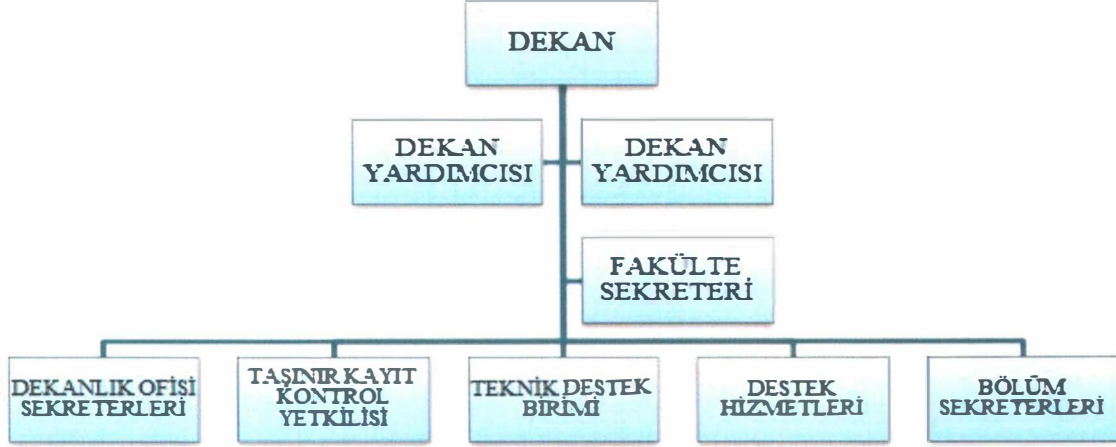 DEKAN
DEKAN
YARDIMCISI
DEKAN
YARDIMCISI
FAKÜLTE
SEKRETERİ
DEKANLIK OFİSİ
SEKRETERLERİ
TAŞINIR KAYIT
KONTROL
YETKİLİSİ
TEKNİK DESTEK
BİRİMİ
DESTEK
HİZMETLERİ
BÖLÜM
SEKRETERLERİ